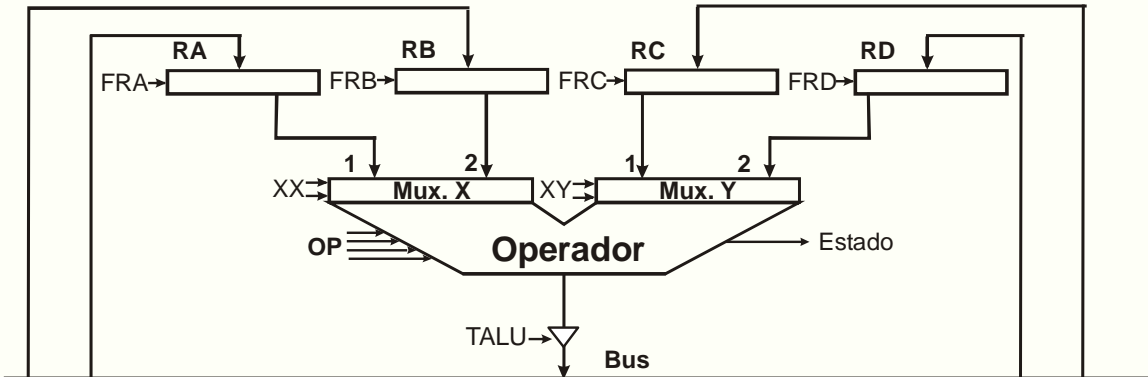 RA
RB
RC
RD
FRA
FRB
FRC
FRD
1
2
1
2
XX
Mux. X
XY
Mux. Y
OP
Operador
Estado
TALU
Bus